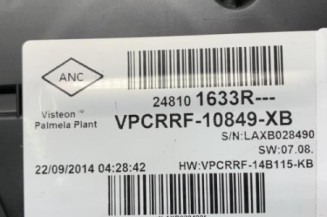 ANC
24810 1633R---
Visteon
Palmela Plant
VPCRRF-10849-XB
S/N:LAXB028490
SW:07.08.
22/09/2014 04:28:42
HW:VPCRRF-14B115-KB